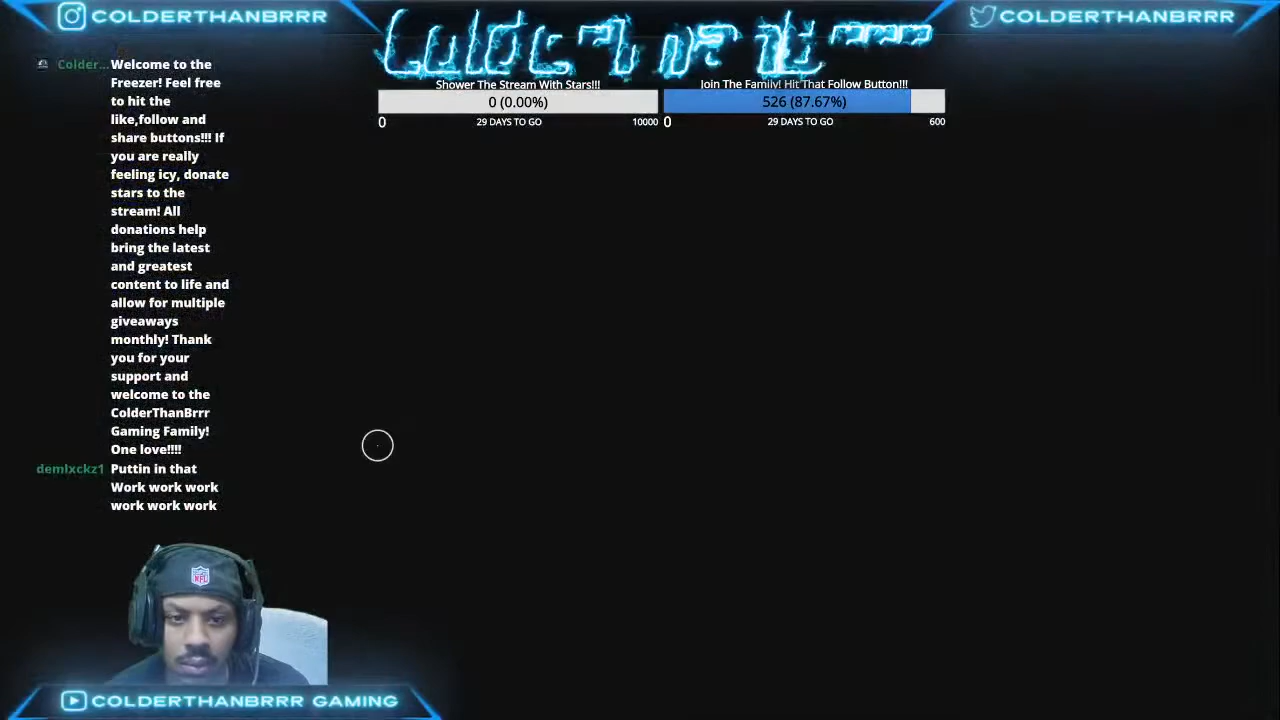 COLDERTHANBRRR
COLDERTHANBRRR
Shower The Stream With Stars!!!
0 (0.00%)
0
29 DAYS TO GO
10000
Join The Family! Hit That Follow Button!!!
526 (87.67%)
0
29 DAYS TO GO
600
Colder... Welcome to the
Freezer! Feel free
to hit the
like,follow and
share buttons!!! If
you are really
feeling icy, donate
stars to the
stream! All
donations help
bring the latest
and greatest
content to life and
allow for multiple
giveaways
monthly! Thank
you for your
support and
welcome to the
ColderThanBrrr
Gaming Family!
One love!!!!
demlxckz1 Puttin in that
Work work work
work work work
NFL
COLDERTHANBRRR GAMING